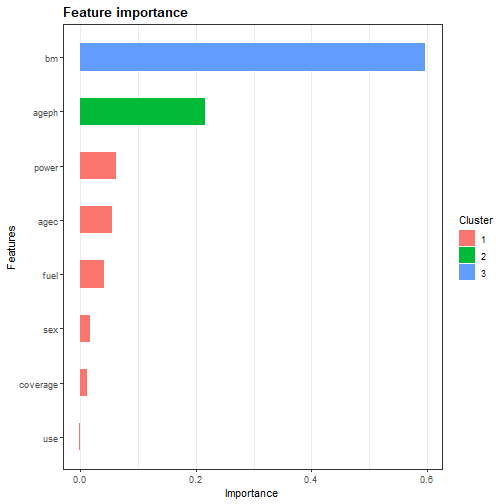 Feature importance
bm
ageph
power
agec
fuel
sex
coverage
use
Features
0.0 0.2 0.4 0.6
Importance
Cluster
1
2
3